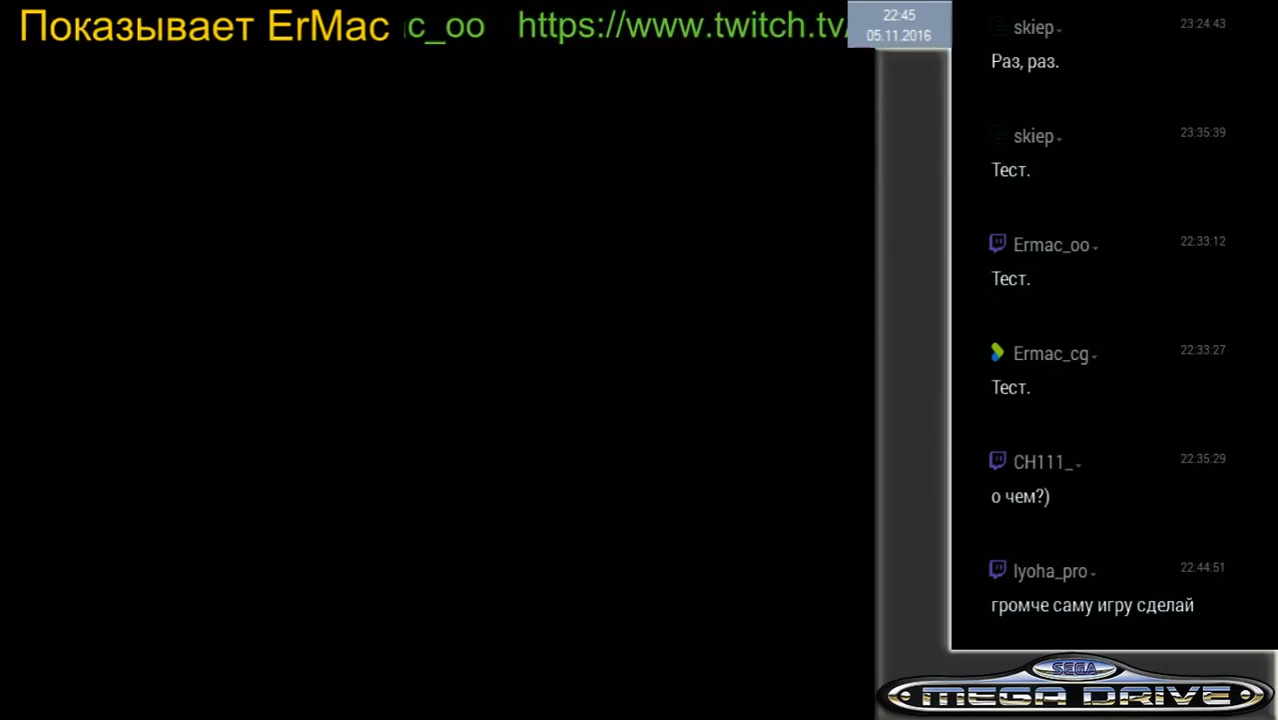 Показывает ErMac
c_oo https://www.twitch.tv/
22:45
05.11.2016
skiep 23:24:43
Раз, раз.
skiep 23:35:39
Тест.
Ermac_oo 22:33:12
Тест.
Ermac_cg 22:33:27
Тест.
CH111_ 22:35:29
о чем?)
lyoha_pro 22:44:51
громче саму игру сделай
SEGA
MEGA DRIVE